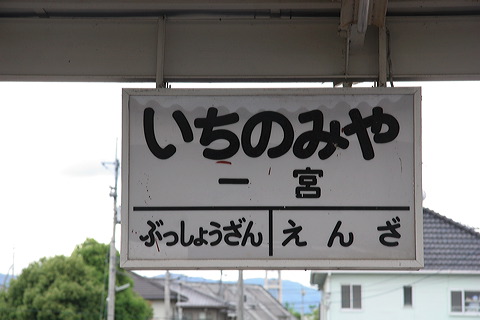 いちのみや
一宮
ぶっしょうざん えんざ